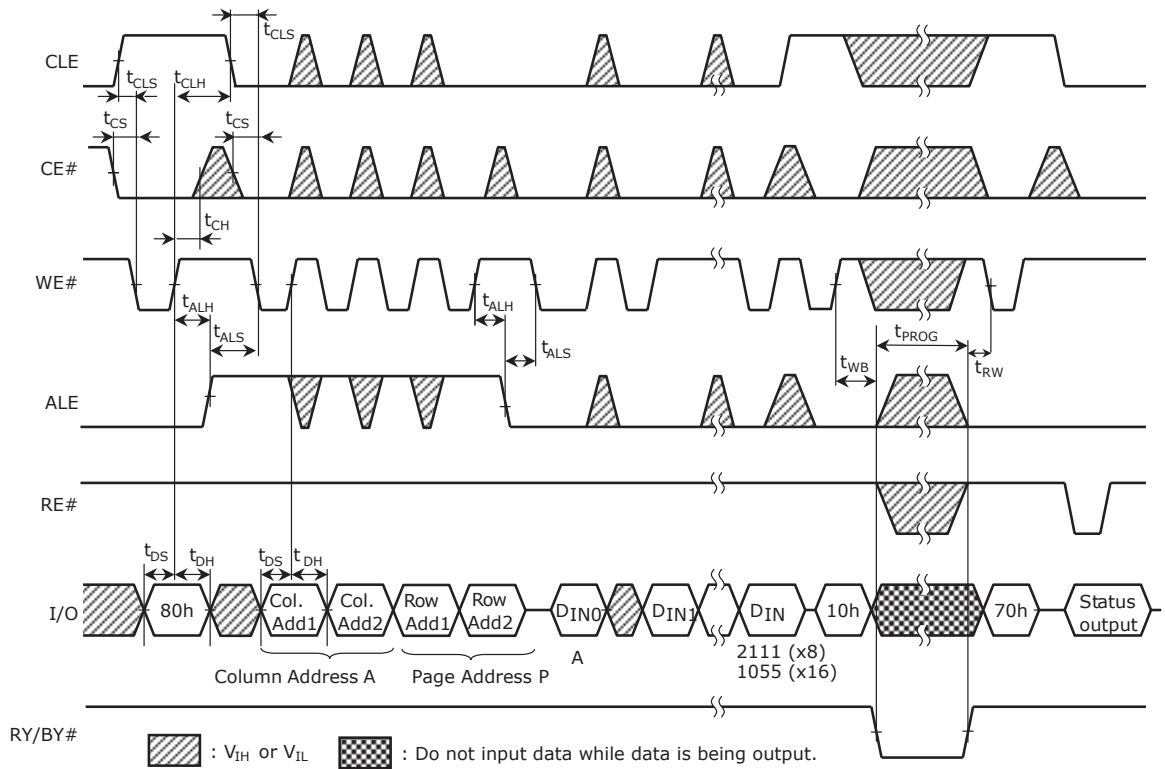 CLE
tCLS
tCLS
tCLH
tCS
tCS
CE#
tCH
WE#
tALH
tALS
tALH
tALS
tPROG
tWB
tRW
ALE
RE#
tDS
tDH
tDS
tDH
I/O
80h
Col. Add1
Col. Add2
Row Add1
Row Add2
DIN0
DIN1
DIN
10h
70h
Status output
A
2111 (x8)
1055 (x16)
Column Address A
Page Address P
RY/BY#
: VIH or VIL
: Do not input data while data is being output.